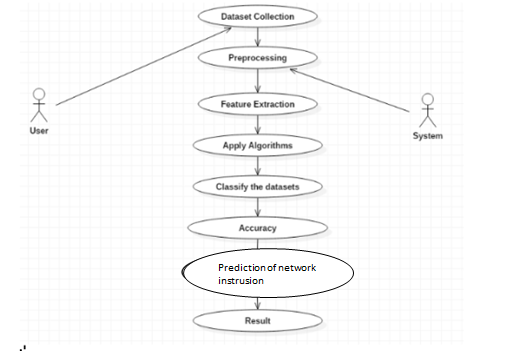 Dataset Collection
Preprocessing
Feature Extraction
User
System
Apply Algorithms
Classify the datasets
Accuracy
Prediction of network
instrusion
Result